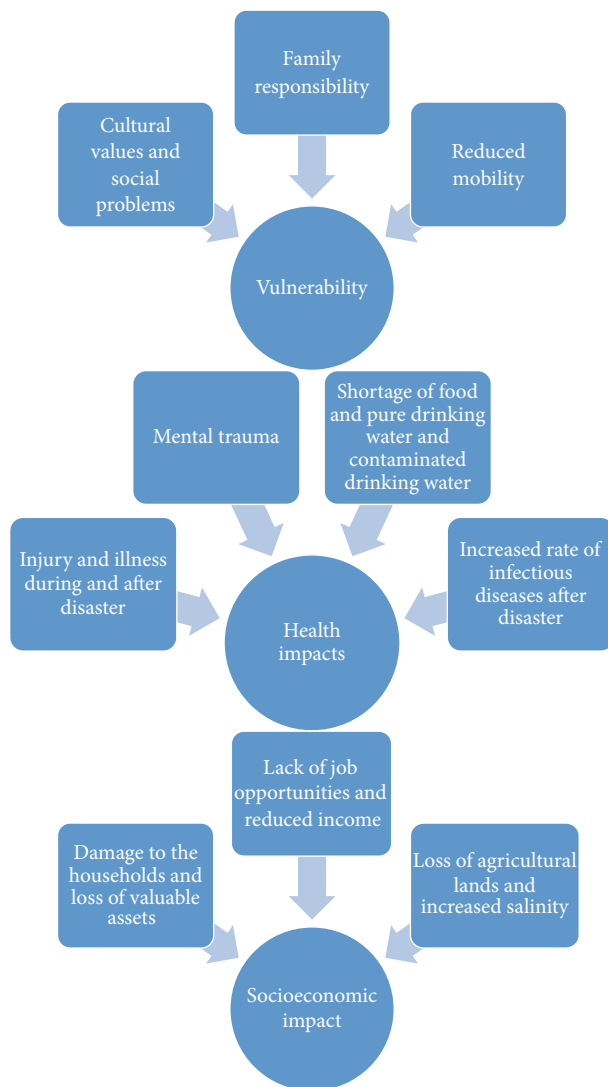 Family
responsibility
Cultural
values and
social
problems
Reduced
mobility
Vulnerability
Mental trauma
Shortage of food
and pure drinking
water and
contaminated
drinking water
Injury and illness
during and after
disaster
Increased rate of
infectious
diseases after
disaster
Health
impacts
Lack of job
opportunities and
reduced income
Damage to the
households and
loss of valuable
assets
Loss of agricultural
lands and
increased salinity
Socioeconomic
impact